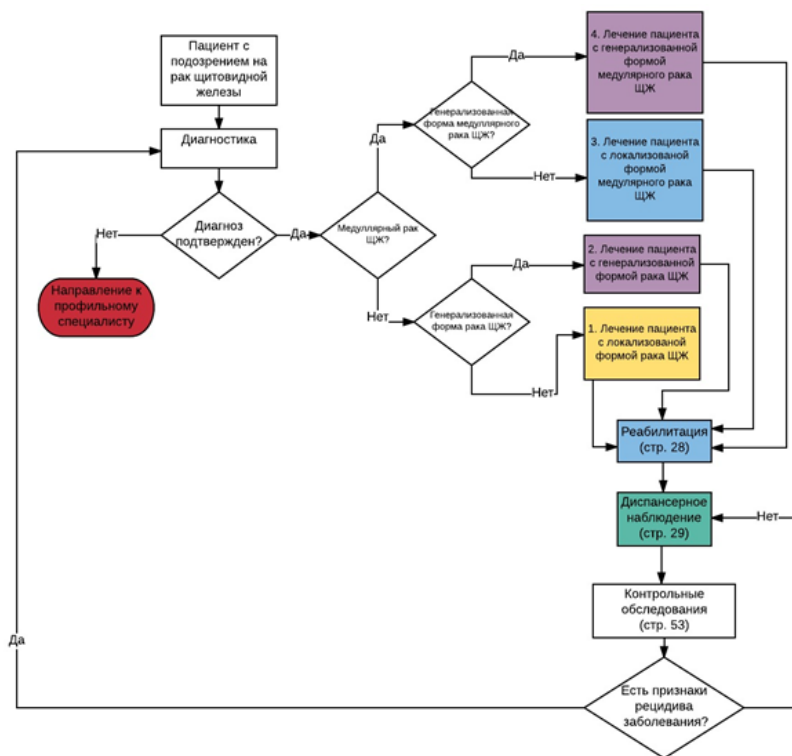 Пациент с
подозрением на
рак щитовидной
железы
Диагностика
Диагноз
подтвержден?
Нет
Направление к
профильному
специалисту
Да
Медуллярный рак
ЩЖ?
Да
Генерализованная
форма медуллярного
рака ЩЖ?
Да
4. Лечение пациента
с генерализованной
формой
медулярного рака
ЩЖ
Нет
3. Лечение пациента
с локализованой
формой
медулярного рака
ЩЖ
Нет
Генерализованная
форма рака ЩЖ?
Да
2. Лечение пациента
с генерализованной
формой рака ЩЖ
Нет
1. Лечение пациента
с локализованой
формой рака ЩЖ
Реабилитация
(стр. 28)
Диспансерное
наблюдение
(стр. 29)
Нет
Контрольные
обследования
(стр. 53)
Да
Есть признаки
рецидива
заболевания?